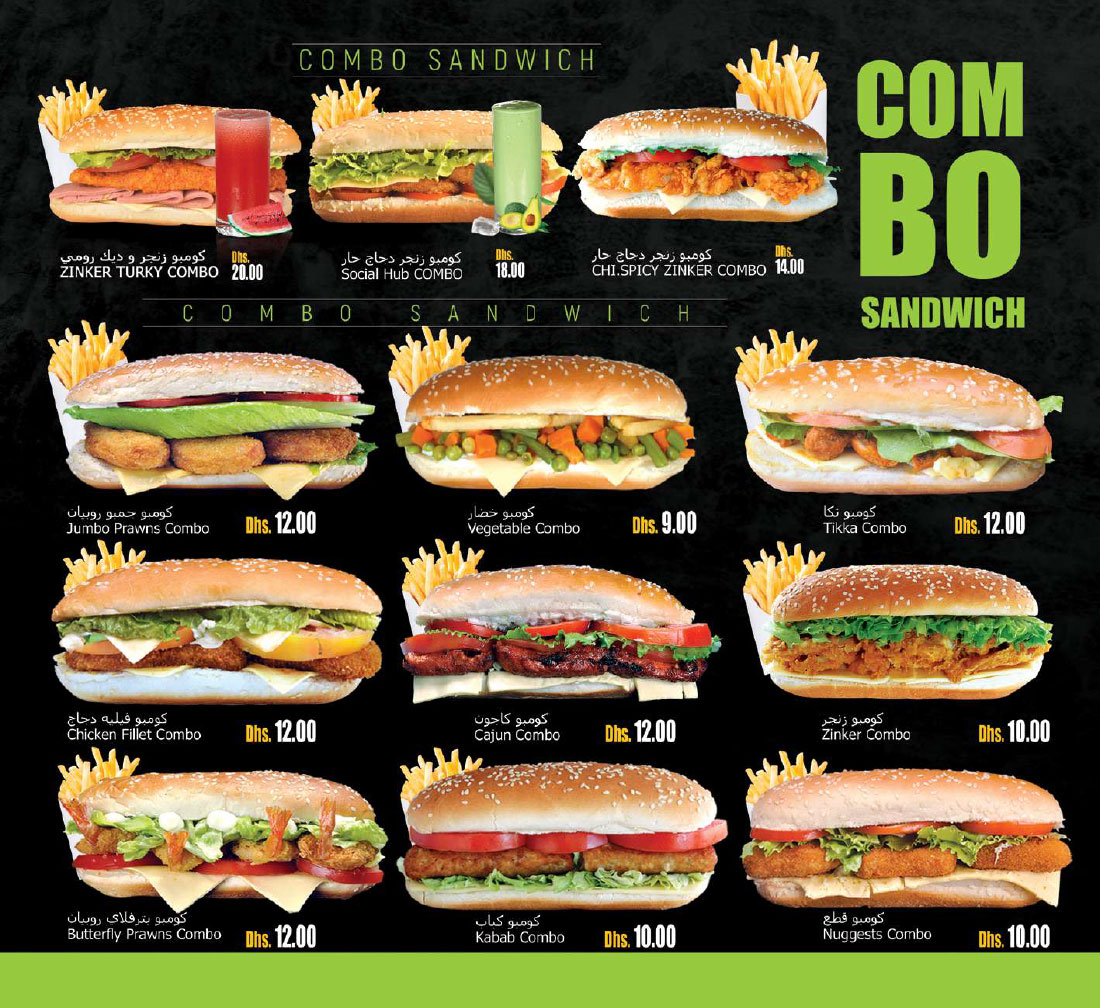 COMBO SANDWICH
COM
BO
SANDWICH
كومبو زنجر و ديك رومي
ZINKER TURKY COMBO
Dhs.
20.00
كومبو زنجر دجاج حار
Social Hub COMBO
Dhs.
18.00
كومبو زنجر دجاج حار
CHI.SPICY ZINKER COMBO
Dhs.
14.00
COMBO SANDWICH
كومبو جمبو روبيان
Jumbo Prawns Combo
Dhs. 12.00
كومبو خضار
Vegetable Combo
Dhs. 9.00
كومبو تكا
Tikka Combo
Dhs. 12.00
كومبو فيليه دجاج
Chicken Fillet Combo
Dhs. 12.00
كومبو كاجون
Cajun Combo
Dhs. 12.00
كومبو زنجر
Zinker Combo
Dhs. 10.00
كومبو بترفلاي روبيان
Butterfly Prawns Combo
Dhs. 12.00
كومبو كباب
Kabab Combo
Dhs. 10.00
كومبو قطع
Nuggests Combo
Dhs. 10.00